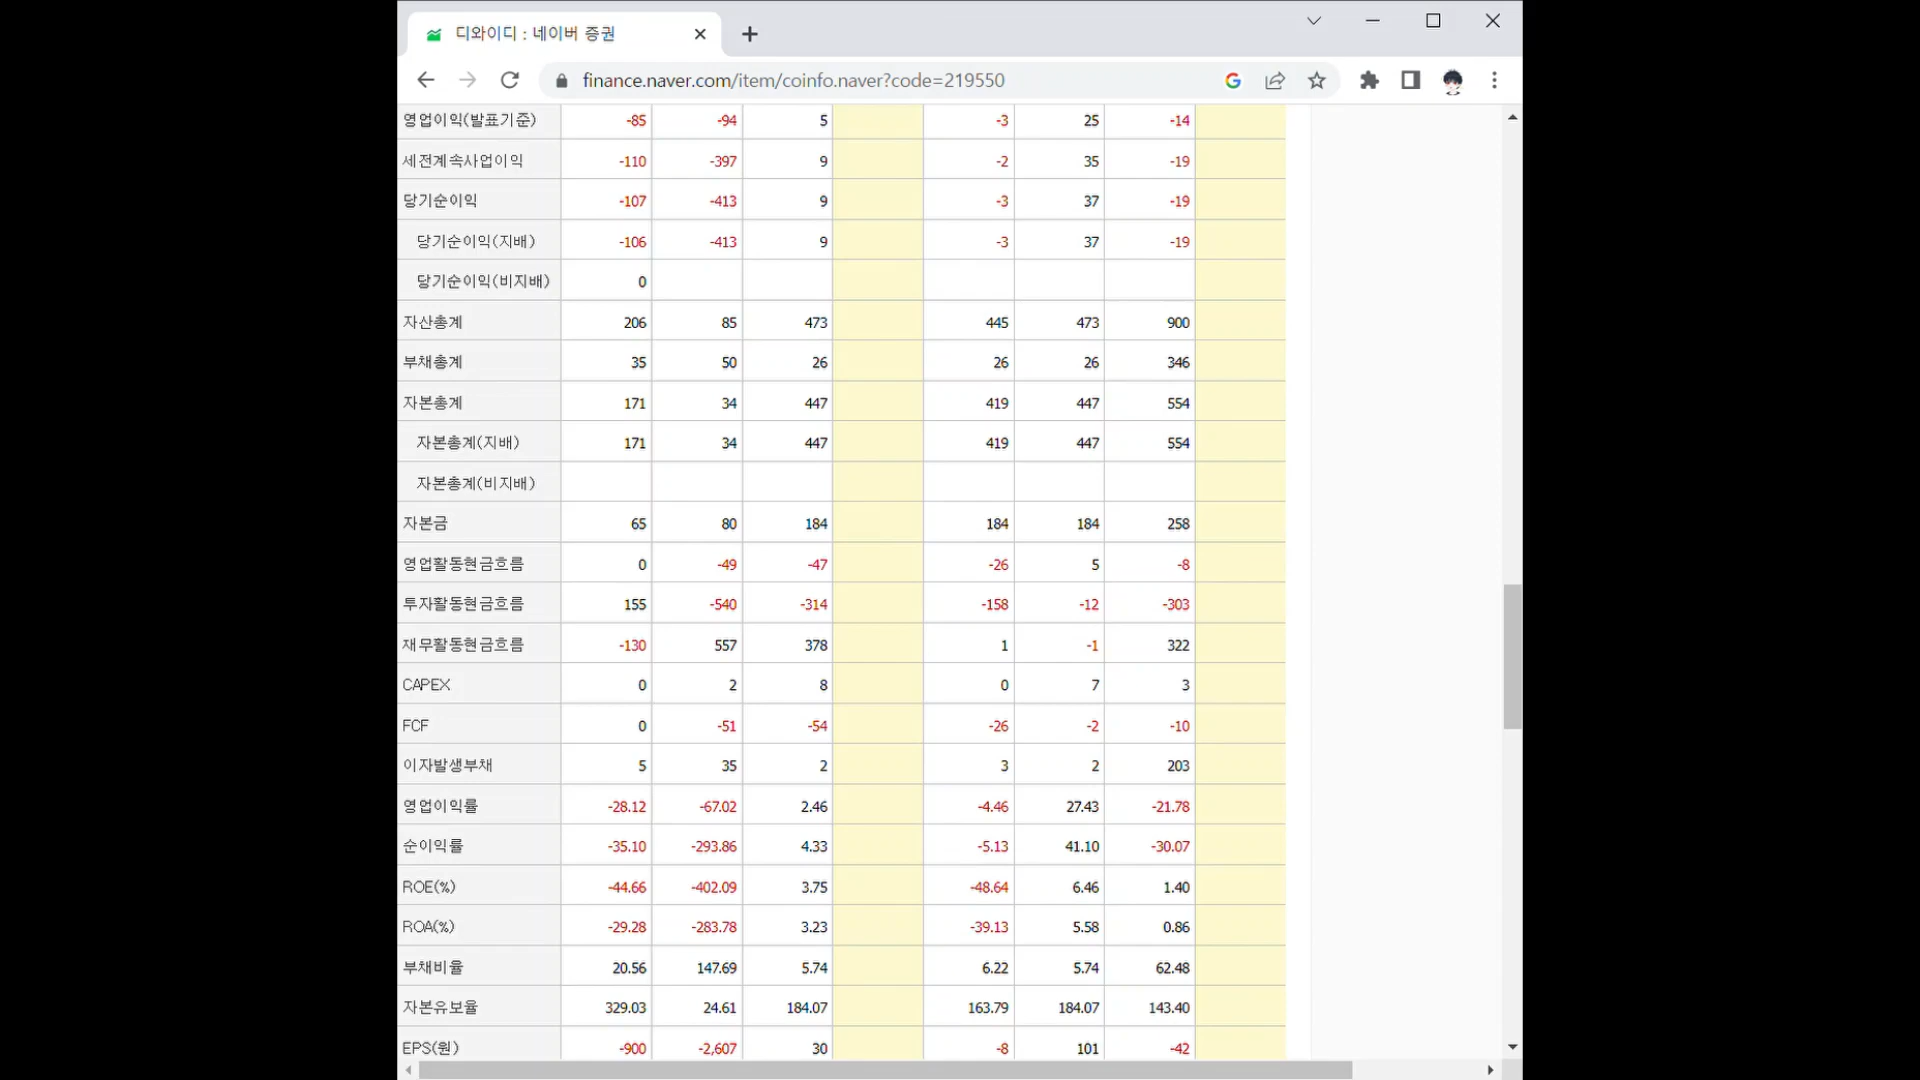 디와이디 : 네이버 증권
finance.naver.com/item/coinfo.naver?code=219550
영업이익(발표기준) -85 -94 5 -3 25 -14
세전계속사업이익 -110 -397 9 -2 35 -19
당기순이익 -107 -413 9 -3 37 -19
당기순이익(지배) -106 -413 9 -3 37 -19
당기순이익(비지배) 0
자산총계 206 85 473 445 473 900
부채총계 35 50 26 26 26 346
자본총계 171 34 447 419 447 554
자본총계(지배) 171 34 447 419 447 554
자본총계(비지배)
자본금 65 80 184 184 184 258
영업활동현금흐름 0 -49 -47 -26 5 -8
투자활동현금흐름 155 -540 -314 -158 -12 -303
재무활동현금흐름 -130 557 378 1 -1 322
CAPEX 0 2 8 0 7 3
FCF 0 -51 -54 -26 -2 -10
이자발생부채 5 35 2 3 2 203
영업이익률 -28.12 -67.02 2.46 -4.46 27.43 -21.78
순이익률 -35.10 -293.86 4.33 -5.13 41.10 -30.07
ROE(%) -44.66 -402.09 3.75 -48.64 6.46 1.40
ROA(%) -29.28 -283.78 3.23 -39.13 5.58 0.86
부채비율 20.56 147.69 5.74 6.22 5.74 62.48
자본유보율 329.03 24.61 184.07 163.79 184.07 143.40
EPS(원) -900 -2,607 30 -8 101 -42